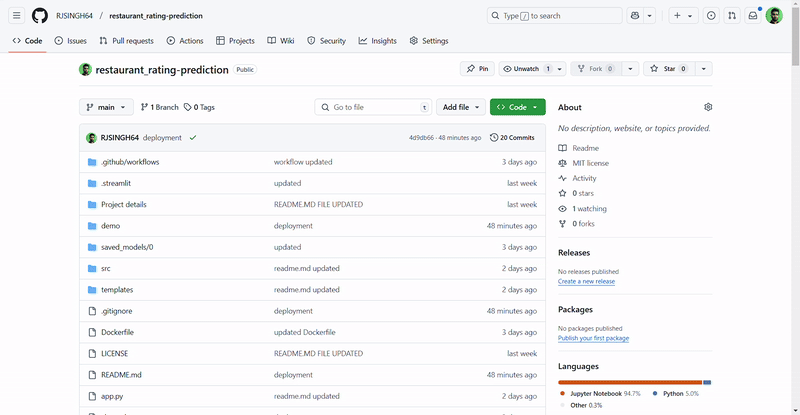 RJSINGH64 / restaurant_rating-prediction
Type / to search
Code Issues Pull requests Actions Projects Wiki Security Insights Settings
restaurant_rating-prediction Public
Pin Unwatch 1 Fork 0 Star 0
main 1 Branch 0 Tags Go to file t Add file Code
RJSINGH64 deployment 4d9db66 · 48 minutes ago 20 Commits
.github/workflows workflow updated 3 days ago
.streamlit updated last week
Project details README.MD FILE UPDATED last week
demo deployment 48 minutes ago
saved_models/0 updated 3 days ago
src readme.md updated 2 days ago
templates readme.md updated 2 days ago
.gitignore deployment 48 minutes ago
Dockerfile updated Dockerfile 3 days ago
LICENSE README.MD FILE UPDATED last week
README.md deployment 48 minutes ago
app.py readme.md updated 2 days ago
About
No description, website, or topics provided.
Readme
MIT license
Activity
0 stars
1 watching
0 forks
Releases
No releases published
Create a new release
Packages
No packages published
Publish your first package
Languages
Jupyter Notebook 94.7% Python 5.0%
Other 0.3%